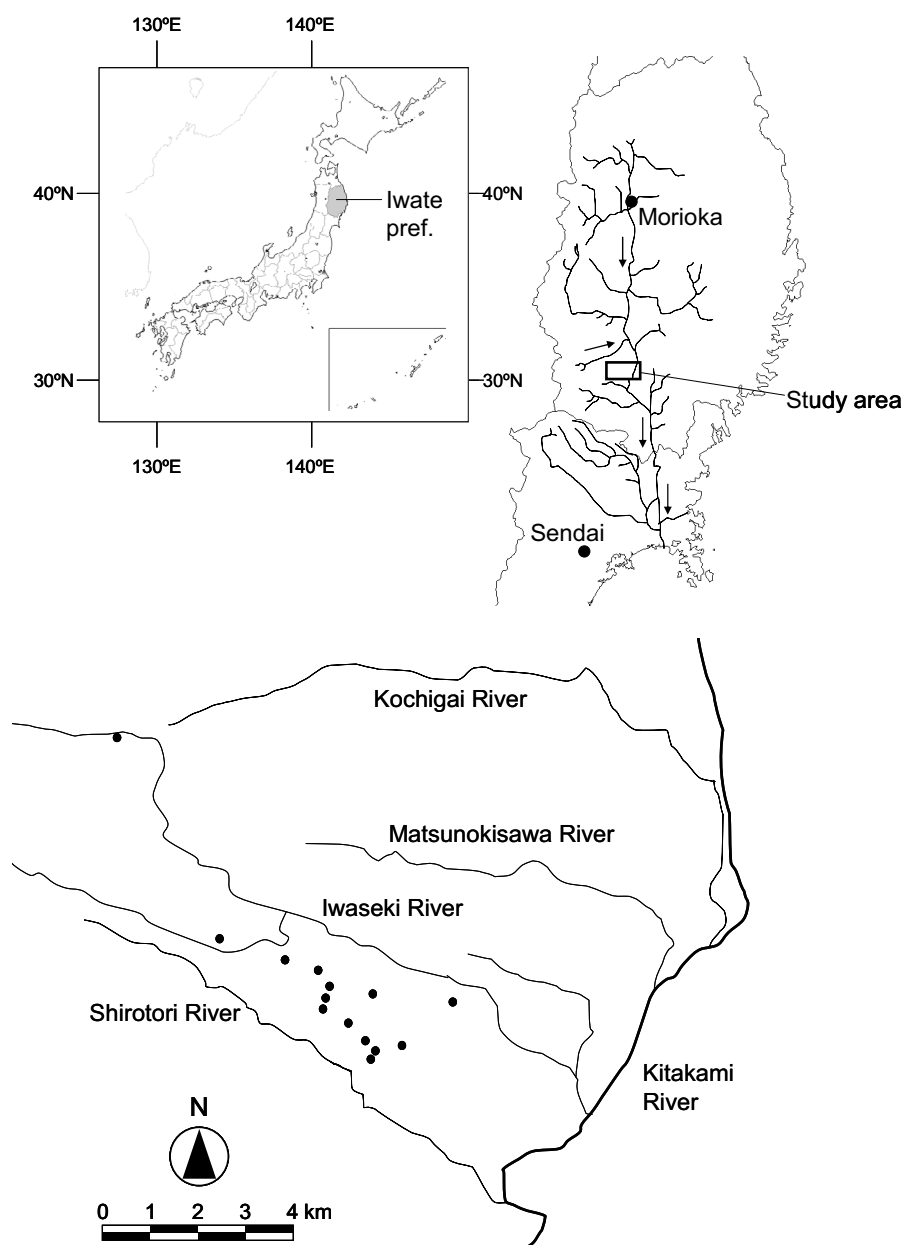 130ºE
140ºE
40ºN
40ºN
Iwate
pref.
30ºN
30ºN
130ºE
140ºE
Morioka
Study area
Sendai
Kochigai River
Matsunokisawa River
Iwaseki River
Shirotori River
Kitakami
River
N
0 1 2 3 4 km